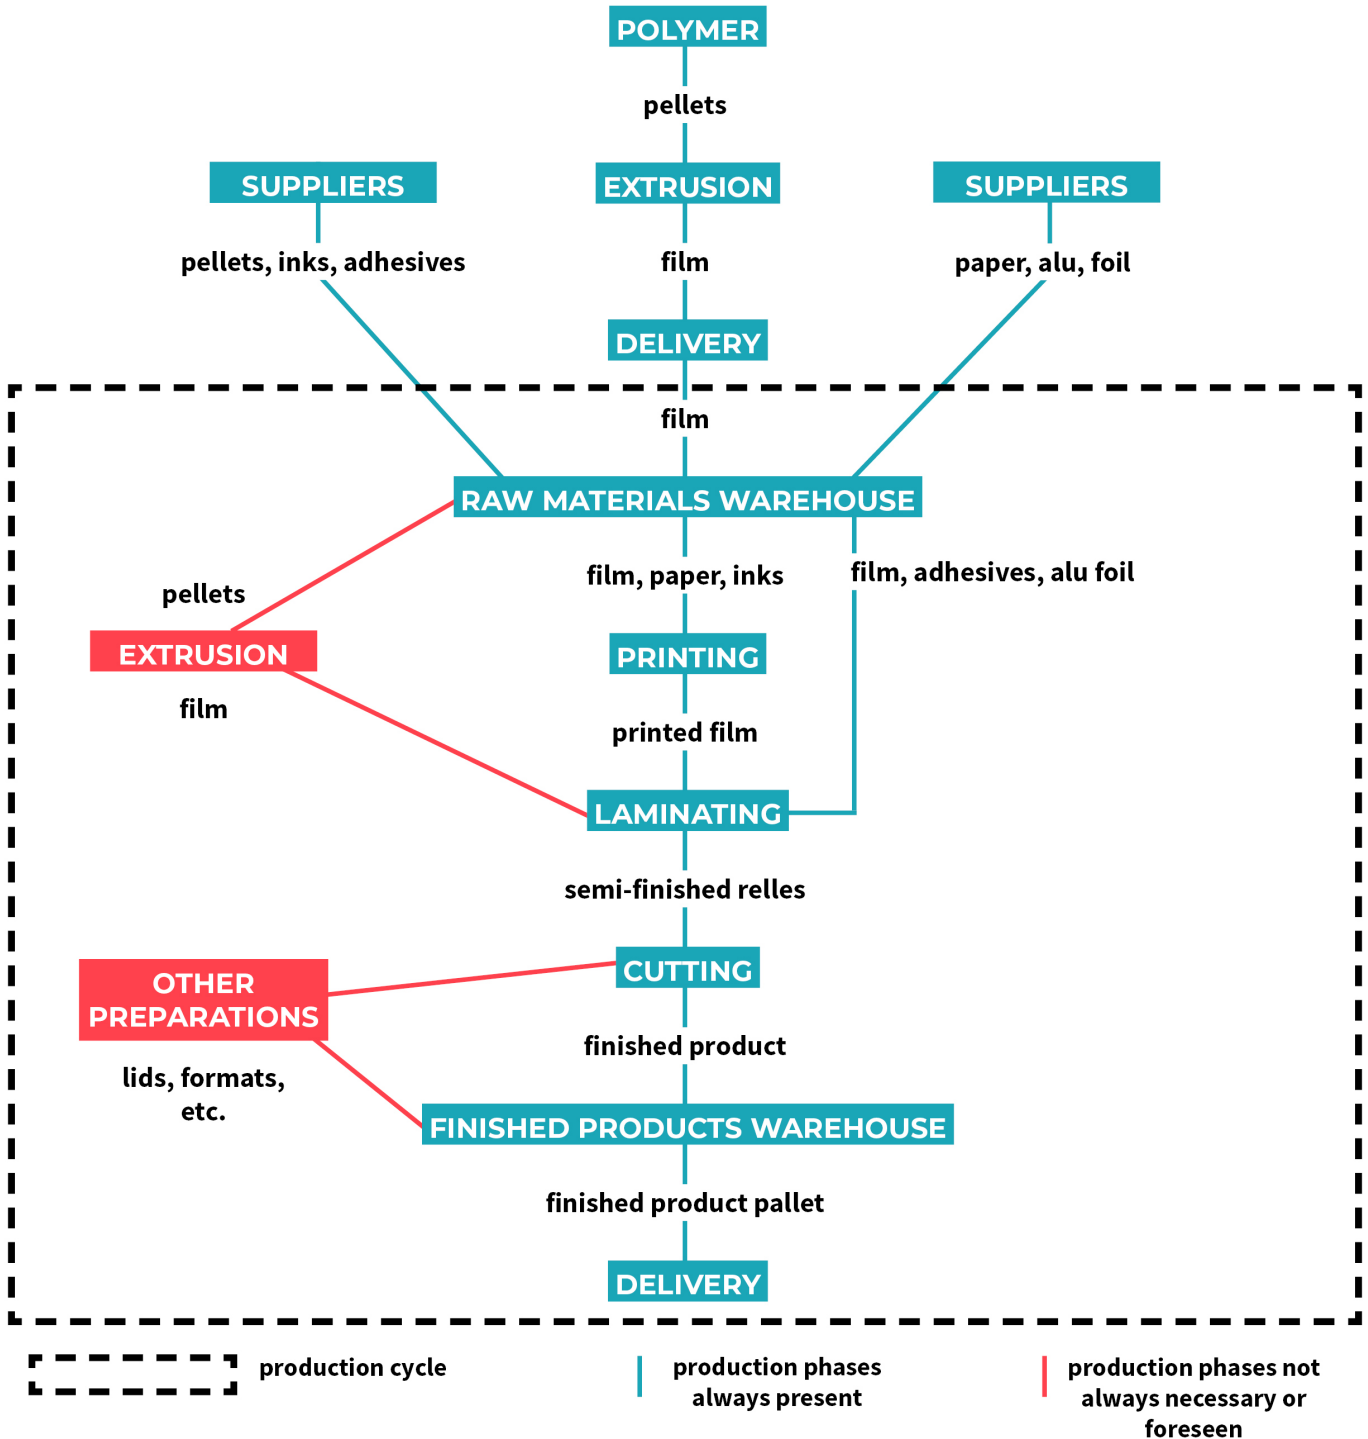 POLYMER
pellets
SUPPLIERS
EXTRUSION
SUPPLIERS
pellets, inks, adhesives
film
paper, alu, foil
DELIVERY
film
RAW MATERIALS WAREHOUSE
film, paper, inks
film, adhesives, alu foil
pellets
EXTRUSION
PRINTING
film
printed film
LAMINATING
semi-finished relles
CUTTING
OTHER
PREPARATIONS
finished product
lids, formats,
etc.
FINISHED PRODUCTS WAREHOUSE
finished product pallet
DELIVERY
production cycle
production phases
always present
production phases not
always necessary or
foreseen